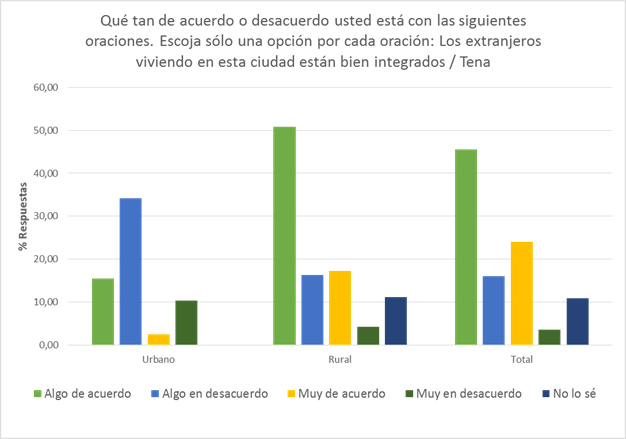 Qué tan de acuerdo o desacuerdo usted está con las siguientes
oraciones. Escoja sólo una opción por cada oración: Los extranjeros
viviendo en esta ciudad están bien integrados / Tena
60,00
50,00
40,00
30,00
20,00
10,00
0,00
% Respuestas
Urbano Rural Total
Algo de acuerdo Algo en desacuerdo Muy de acuerdo Muy en desacuerdo No lo sé